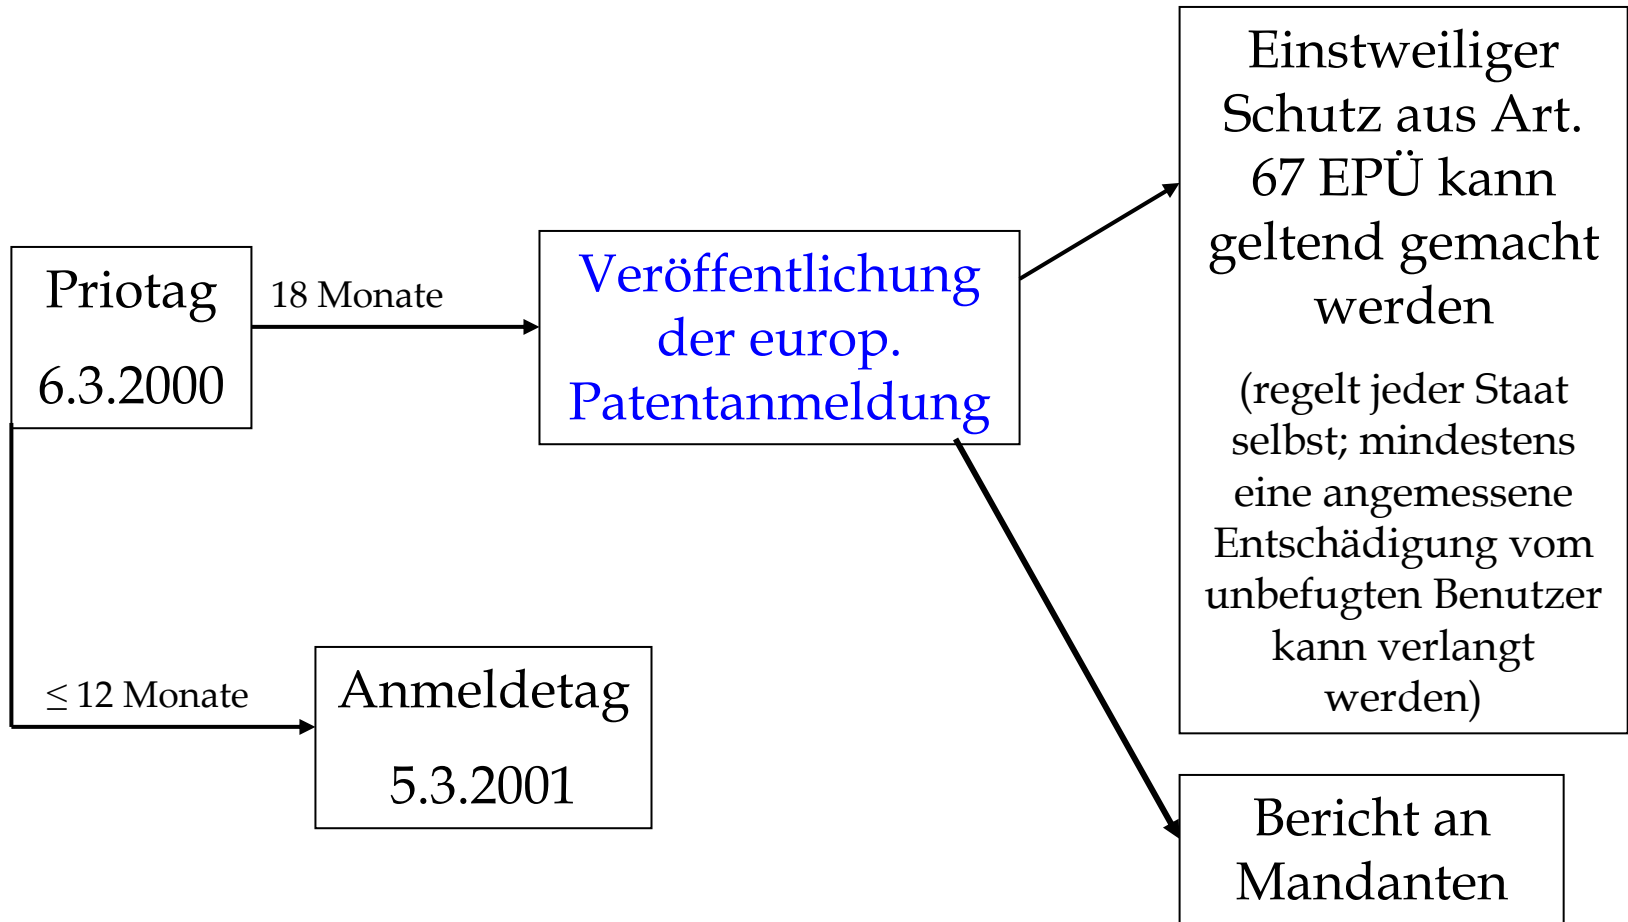 Priotag
6.3.2000
18 Monate
Veröffentlichung
der europ.
Patentanmeldung
Einstweiliger
Schutz aus Art.
67 EPÜ kann
geltend gemacht
werden
(regelt jeder Staat
selbst; mindestens
eine angemessene
Entschädigung vom
unbefugten Benutzer
kann verlangt
werden)
≤ 12 Monate
Anmeldetag
5.3.2001
Bericht an
Mandanten